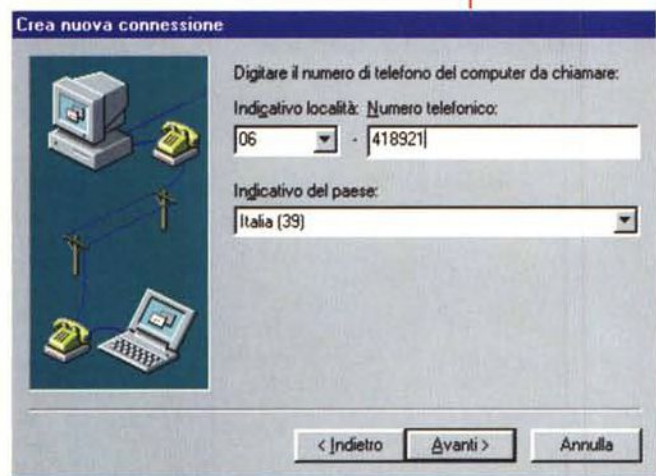 Crea nuova connessione
Digitare il numero di telefono del computer da chiamare:
Indicativo località: Numero telefonico:
06 - 418921
Indicativo del paese:
Italia (39)
< Indietro Avanti > Annulla